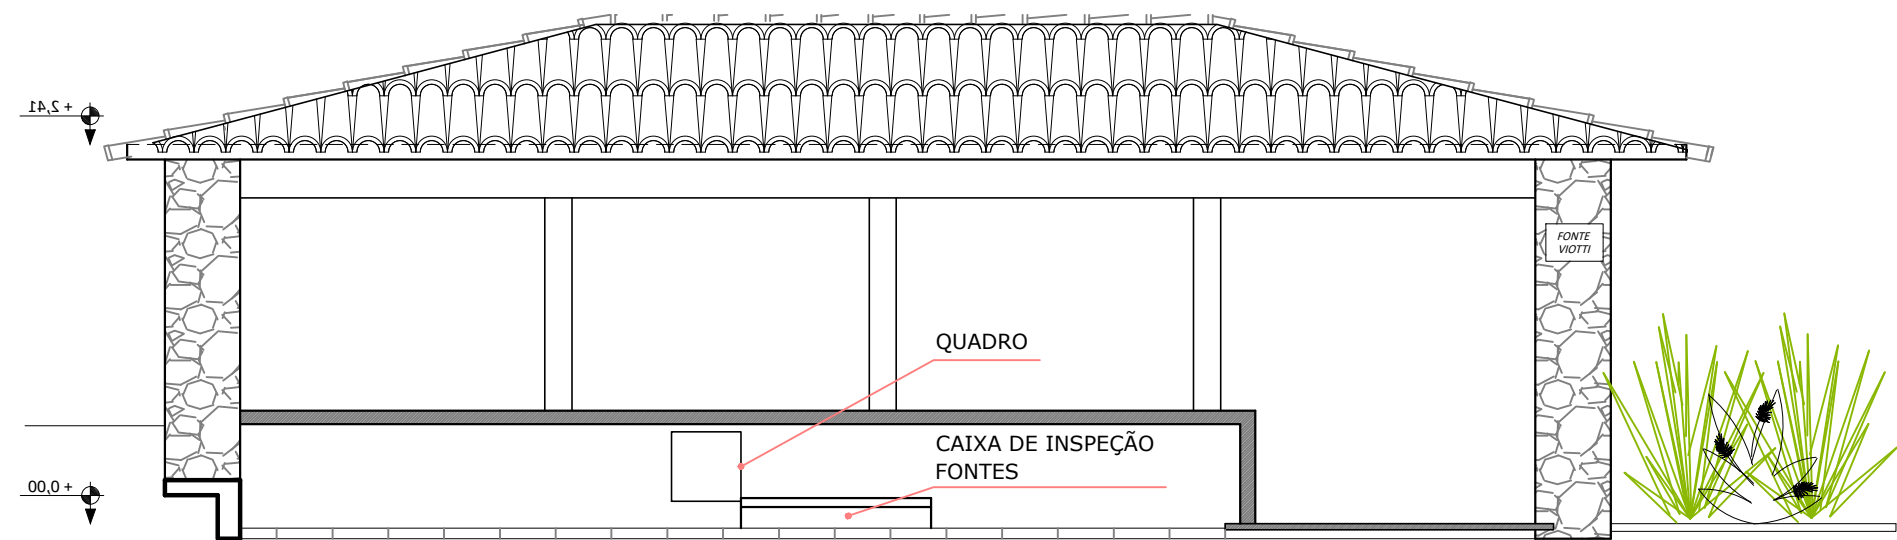 + 2,41
FONTE
VIOTTI
QUADRO
CAIXA DE INSPEÇÃO
FONTES
+ 0,00